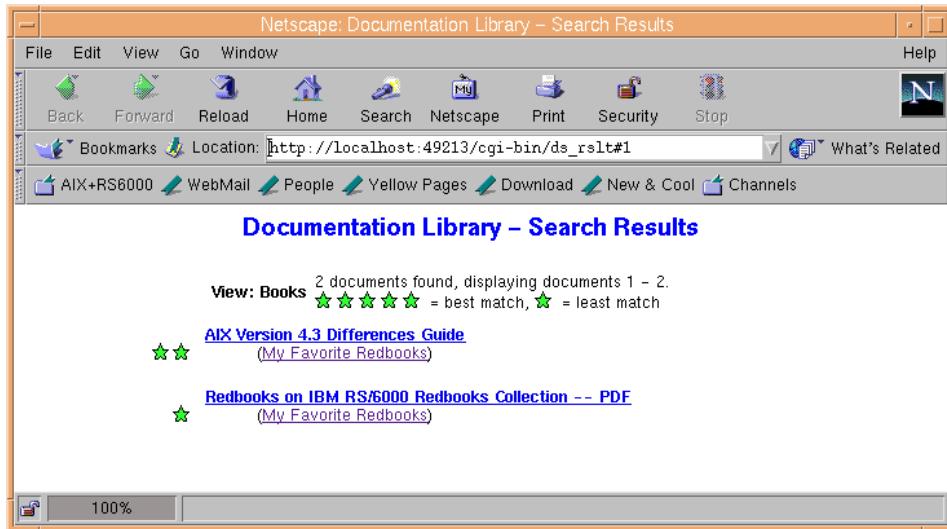 Netscape: Documentation Library – Search Results
File Edit View Go Window Help
My
N
Back Forward Reload Home Search Netscape Print Security Stop
Bookmarks Location: http://localhost:49213/cgi-bin/ds_rslt#1 What's Related
AIX+RS6000 WebMail People Yellow Pages Download New & Cool Channels
Documentation Library – Search Results
2 documents found, displaying documents 1 – 2.
View: Books
= best match, = least match
AIX Version 4.3 Differences Guide
(My Favorite Redbooks)
Redbooks on IBM RS/6000 Redbooks Collection -- PDF
(My Favorite Redbooks)
100%